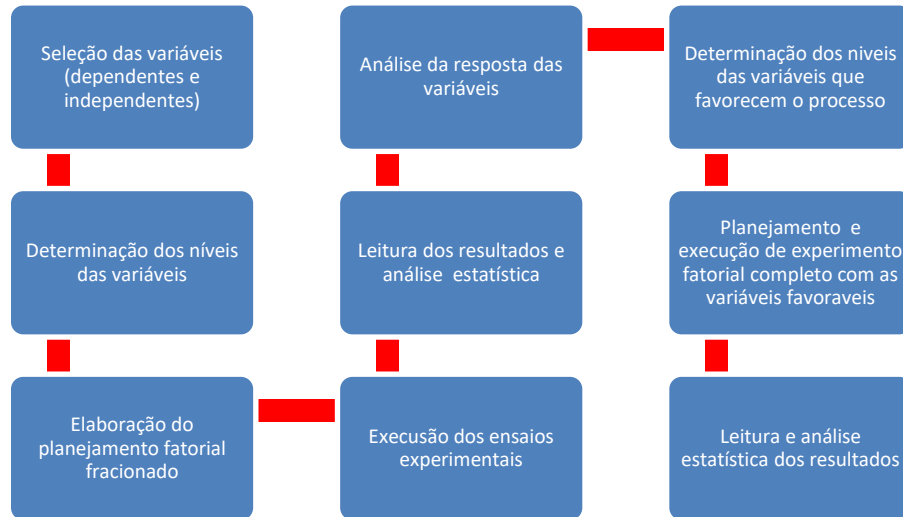 Seleção das variáveis
(dependentes e
independentes)
Determinação dos níveis
das variáveis
Elaboração do
planejamento fatorial
fracionado
Execusão dos ensaios
experimentais
Leitura dos resultados e
análise  estatística
Análise da resposta das
variáveis
Determinação dos niveis
das variáveis que
favorecem o processo
Planejamento  e
execução de experimento
fatorial completo com as
variáveis favoraveis
Leitura e análise
estatística dos resultados